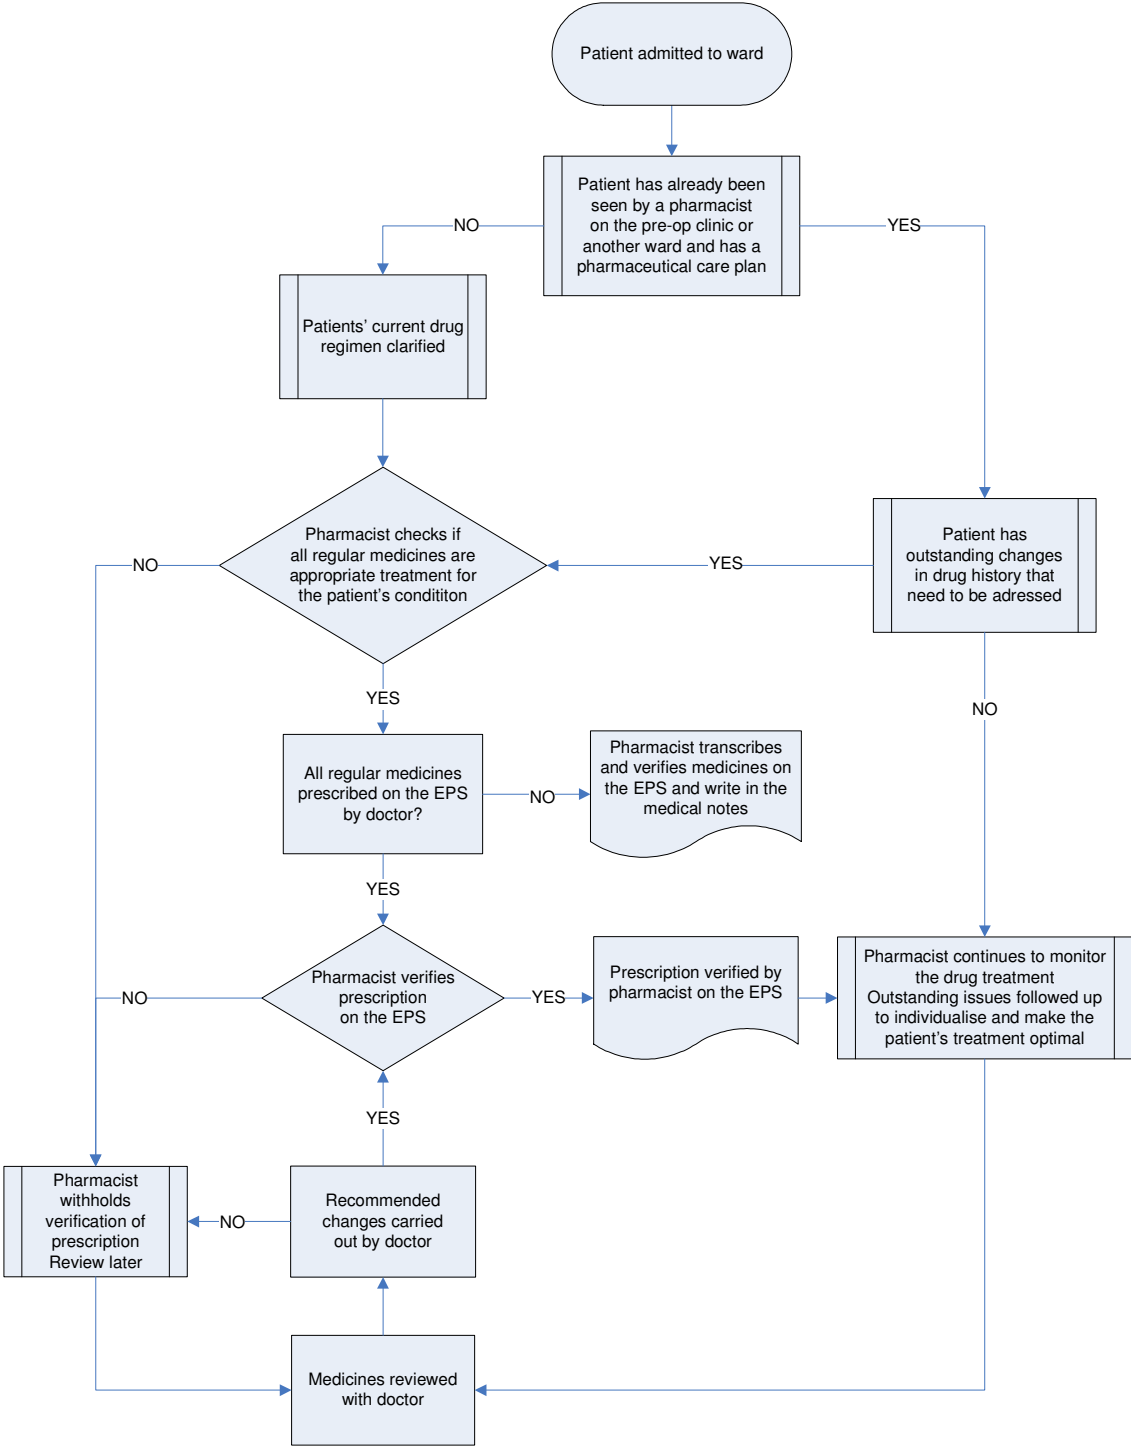 Patient admitted to ward
Patient has already been
seen by a pharmacist
on the pre-op clinic or
another ward and has a
pharmaceutical care plan
NO
YES
Patients’ current drug
regimen clarified
Pharmacist checks if
all regular medicines are
appropriate treatment for
the patient’s condititon
NO
YES
Patient has
outstanding changes
in drug history that
need to be adressed
YES
NO
All regular medicines
prescribed on the EPS
by doctor?
NO
Pharmacist transcribes
and verifies medicines on
the EPS and write in the
medical notes
YES
Pharmacist verifies
prescription
on the EPS
NO
YES
Prescription verified by
pharmacist on the EPS
Pharmacist continues to monitor
the drug treatment
Outstanding issues followed up
to individualise and make the
patient’s treatment optimal
YES
Pharmacist
withholds
verification of
prescription
Review later
NO
Recommended
changes carried
out by doctor
Medicines reviewed
with doctor